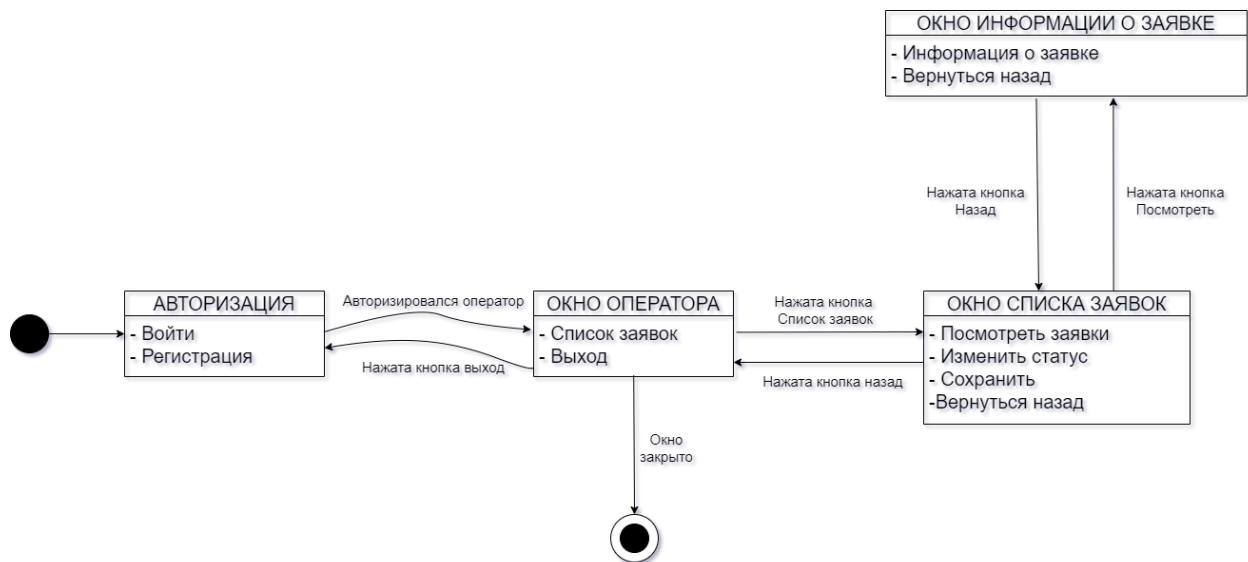 ОКНО ИНФОРМАЦИИ О ЗАЯВКЕ
- Информация о заявке
- Вернуться назад
Нажата кнопка
Назад
Нажата кнопка
Посмотреть
АВТОРИЗАЦИЯ
- Войти
- Регистрация
Авторизировался оператор
Нажата кнопка выход
ОКНО ОПЕРАТОРА
- Список заявок
- Выход
Нажата кнопка
Список заявок
Нажата кнопка назад
ОКНО СПИСКА ЗАЯВОК
- Посмотреть заявки
- Изменить статус
- Сохранить
-Вернуться назад
Окно
закрыто